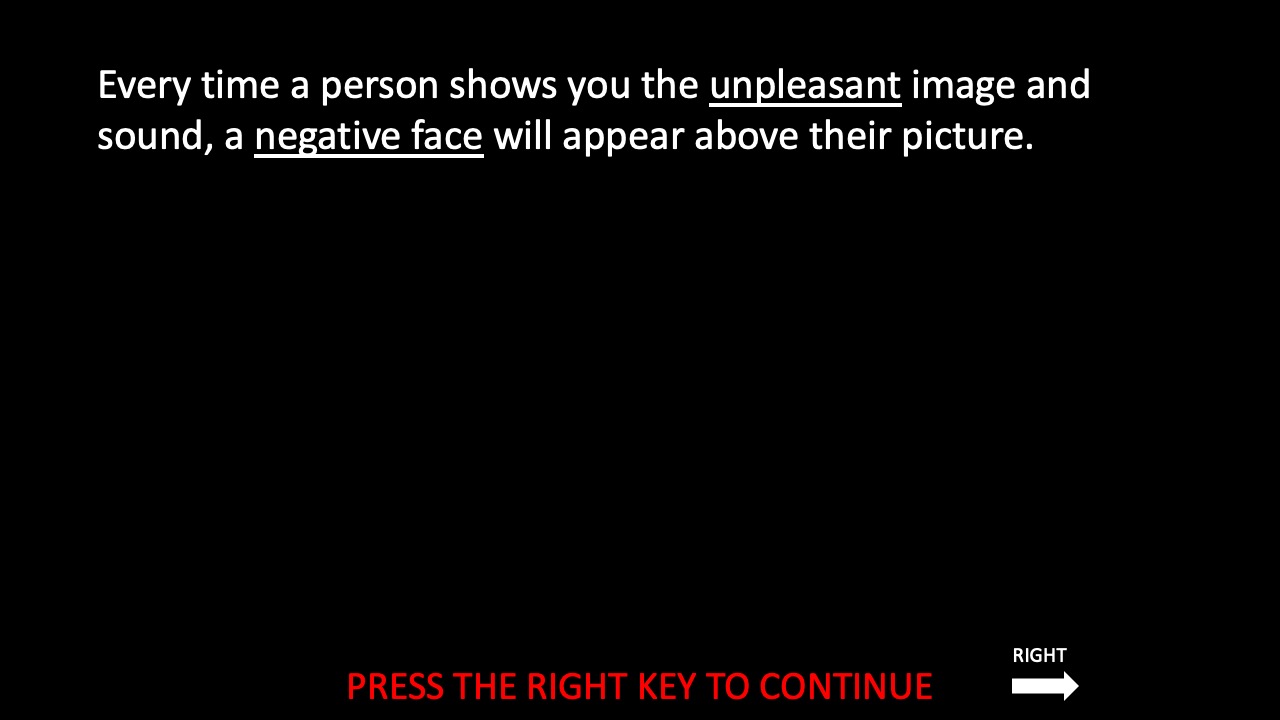 Every time a person shows you the unpleasant image and
sound, a negative face will appear above their picture.
RIGHT
PRESS THE RIGHT KEY TO CONTINUE